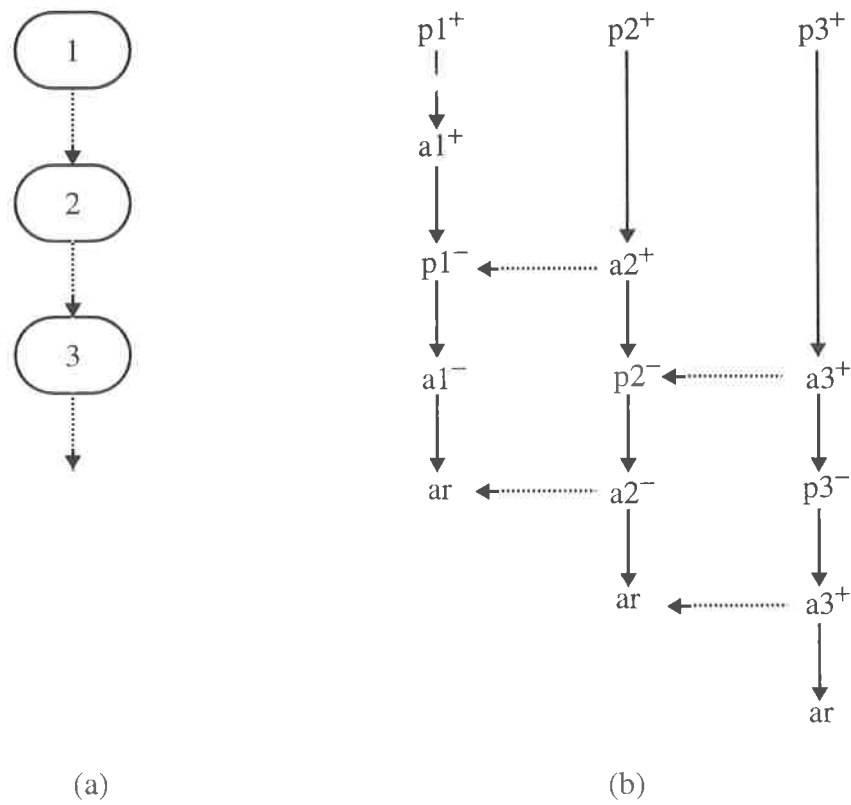 1
2
3
p1⁺ p2⁺ p3⁺
a1⁺
p1⁻ a2⁺
a1⁻ p2⁻ a3⁺
ar a2⁻ p3⁻
ar a3⁺
ar
(a) (b)